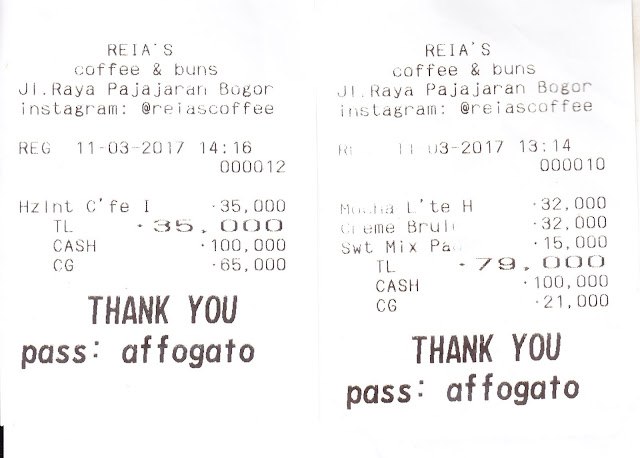 REIA'S
coffee & buns
Jl.Raya Pajajaran Bogor
instagram: @reiascoffee
REG 11-03-2017 14:16
000012
Hzlnt C'fe I ·35,000
TL ·35,000
CASH ·100,000
CG ·65,000
THANK YOU
pass: affogato
REIA'S
coffee & buns
Jl.Raya Pajajaran Bogor
instagram: @reiascoffee
11-03-2017 13:14
000010
Mocha L'te H ·32,000
Creme Brul ·32,000
Swt Mix ·15,000
TL ·79,000
CASH ·100,000
CG ·21,000
THANK YOU
pass: affogato